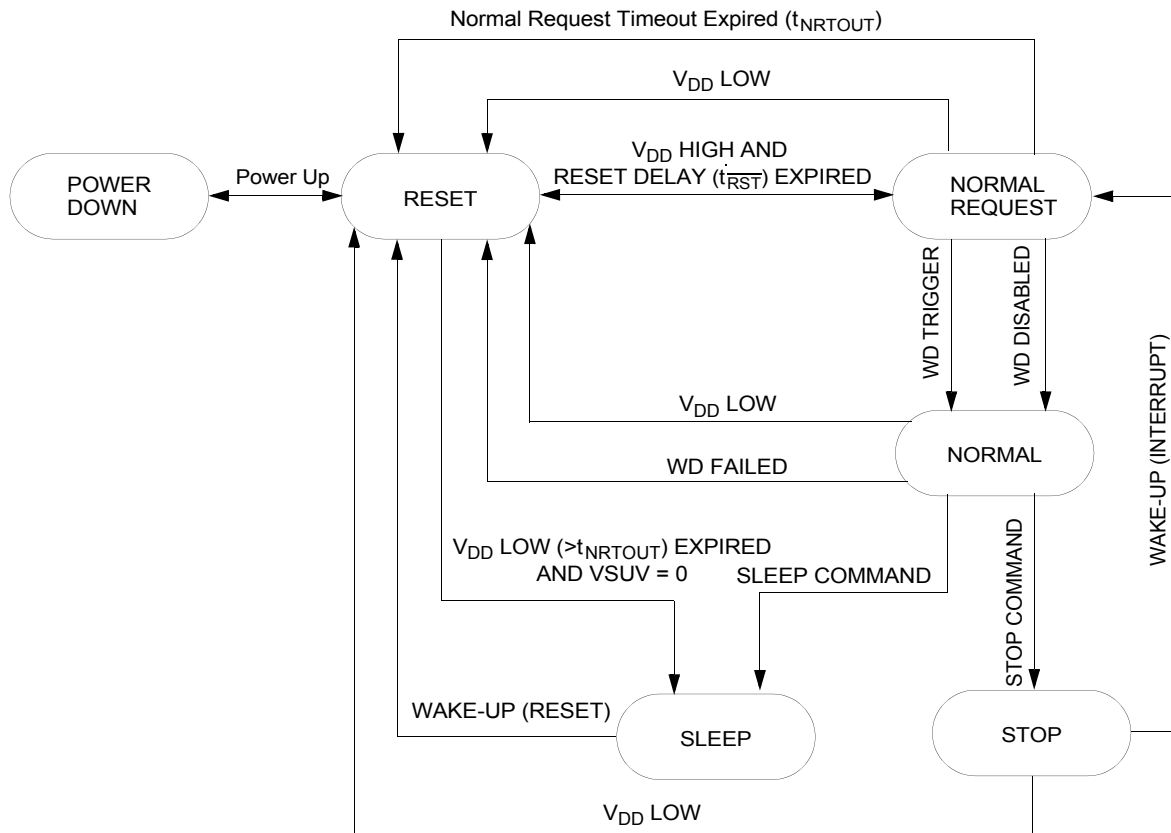 Normal Request Timeout Expired (tNRTOUT)
VDD LOW
VDD HIGH AND
RESET DELAY (tRST) EXPIRED
POWER
DOWN
Power Up
RESET
NORMAL
REQUEST
WD TRIGGER
WD DISABLED
WAKE-UP (INTERRUPT)
VDD LOW
NORMAL
WD FAILED
VDD LOW (>tNRTOUT) EXPIRED
AND VSUV = 0
SLEEP COMMAND
STOP COMMAND
WAKE-UP (RESET)
SLEEP
STOP
VDD LOW